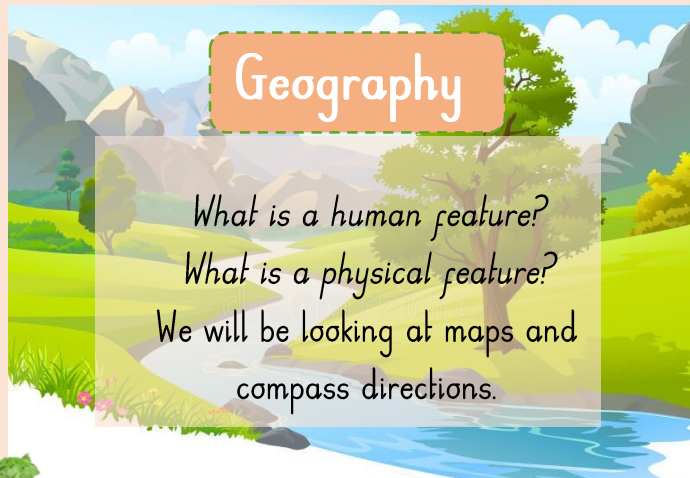 Geography
What is a human feature?
What is a physical feature?
We will be looking at maps and
compass directions.